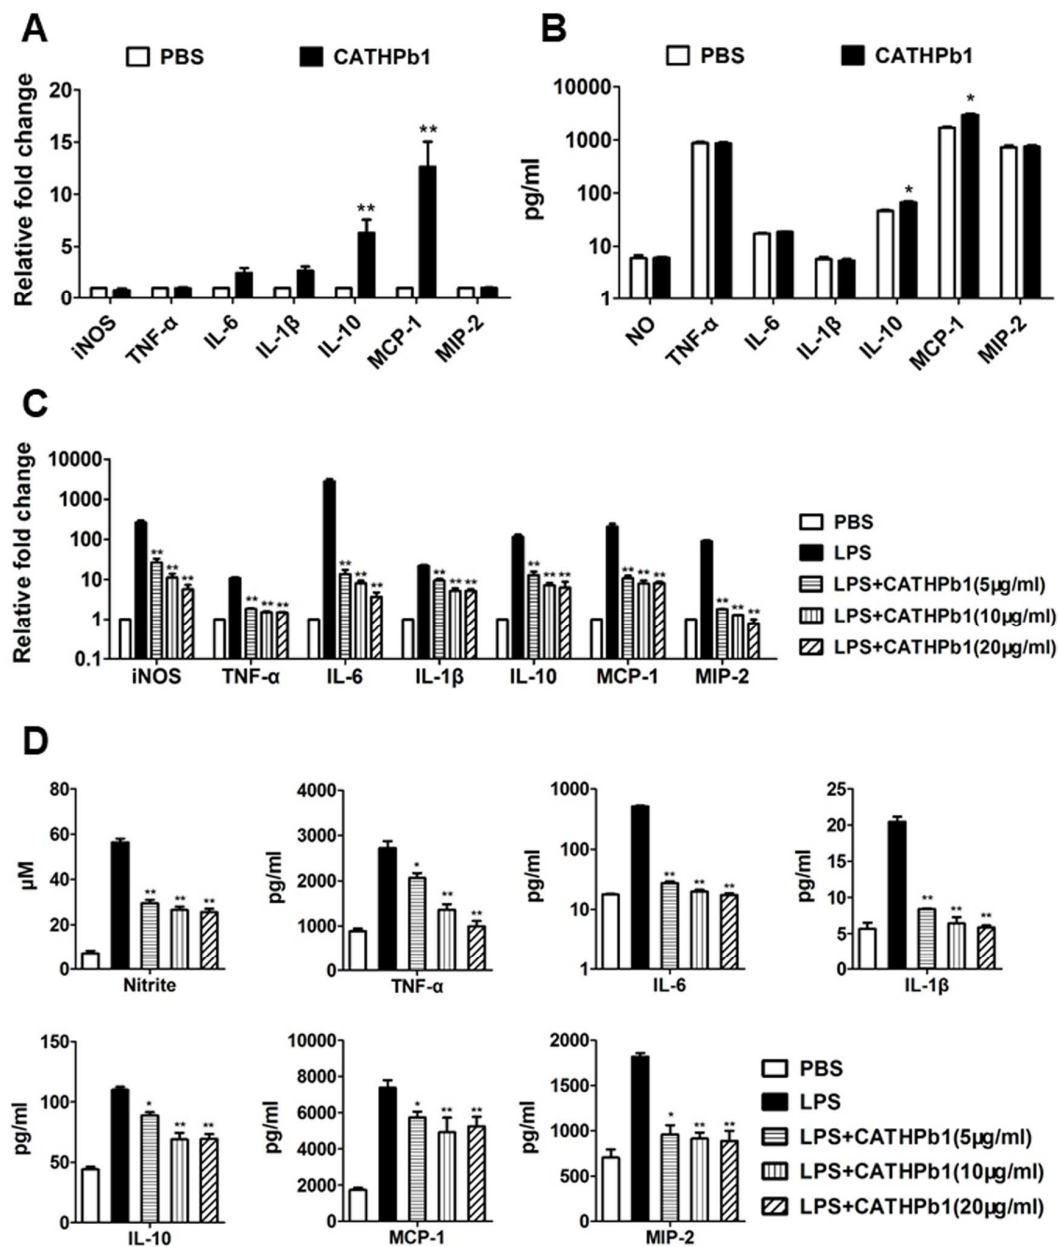 A
PBS
CATHPb1
Relative fold change
20
15
10
5
0
**
**
iNOS
TNF-α
IL-6
IL-1β
IL-10
MCP-1
MIP-2
B
PBS
CATHPb1
pg/ml
10000
1000
100
10
1
*
*
NO
TNF-α
IL-6
IL-1β
IL-10
MCP-1
MIP-2
C
Relative fold change
10000
1000
100
10
1
0.1
** ** **
** ** **
** ** **
** ** **
** ** **
** ** **
** ** **
iNOS
TNF-α
IL-6
IL-1β
IL-10
MCP-1
MIP-2
PBS
LPS
LPS+CATHPb1(5μg/ml)
LPS+CATHPb1(10μg/ml)
LPS+CATHPb1(20μg/ml)
D
μM
80
60
40
20
0
** ** **
Nitrite
pg/ml
4000
3000
2000
1000
0
* ** **
TNF-α
pg/ml
1000
100
10
1
** ** **
IL-6
pg/ml
25
20
15
10
5
0
** ** **
IL-1β
pg/ml
150
100
50
0
* ** **
IL-10
pg/ml
10000
8000
6000
4000
2000
0
* ** **
MCP-1
pg/ml
2000
1500
1000
500
0
* ** **
MIP-2
PBS
LPS
LPS+CATHPb1(5μg/ml)
LPS+CATHPb1(10μg/ml)
LPS+CATHPb1(20μg/ml)